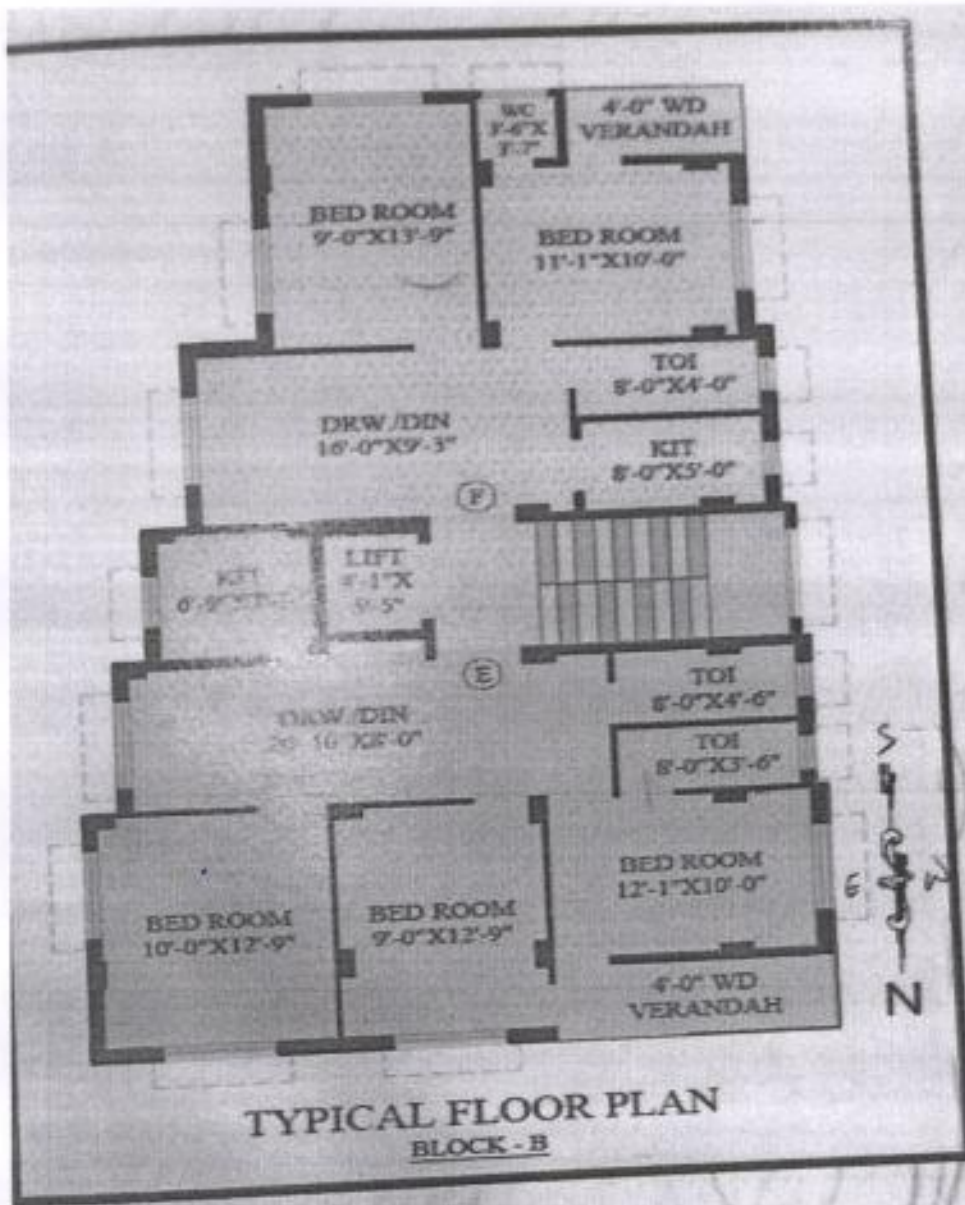 WC
3'-6"X
4'-0" WD
VERANDAH
BED ROOM
9'-0"X13'-9"
BED ROOM
11'-1"X10'-0"
TOI
8'-0"X4'-0"
DRW./DIN
16'-0"X9'-3"
KIT
8'-0"X5'-0"
F
KIT
LIFT
4'-1"X
5'-5"
E
TOI
8'-0"X4'-6"
DRW./DIN
TOI
8'-0"X3'-6"
BED ROOM
12'-1"X10'-0"
BED ROOM
10'-0"X12'-9"
BED ROOM
9'-0"X12'-9"
4'-0" WD
VERANDAH
S
E
N
TYPICAL FLOOR PLAN
BLOCK - B